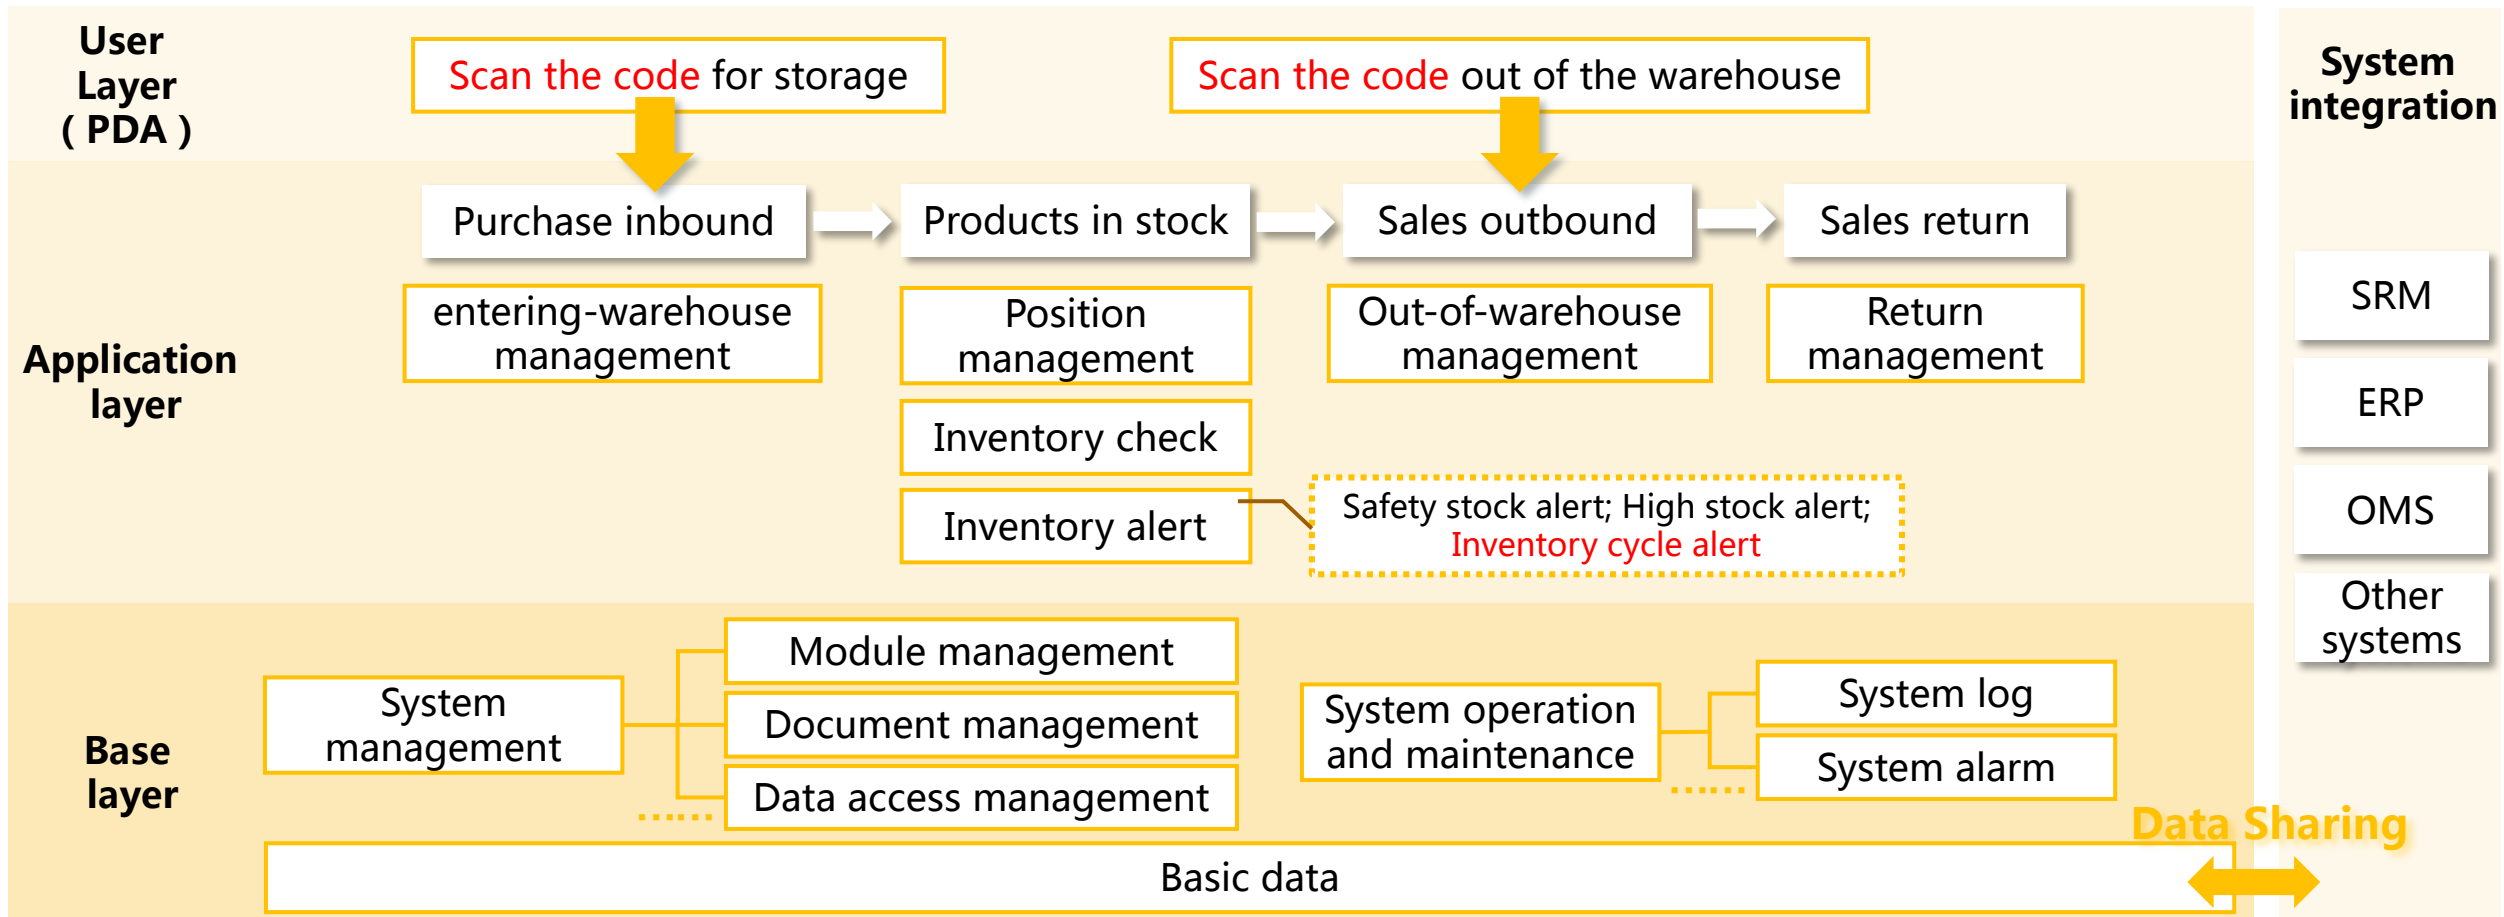 User
Layer
( PDA )
Scan the code for storage
Scan the code out of the warehouse
System
integration
Purchase inbound
Products in stock
Sales outbound
Sales return
Application
layer
entering-warehouse
management
Position
management
Out-of-warehouse
management
Return
management
Inventory check
Inventory alert
Safety stock alert; High stock alert;
Inventory cycle alert
SRM
ERP
OMS
Other
systems
Base
layer
System
management
Module management
Document management
Data access management
System operation
and maintenance
System log
System alarm
Data Sharing
Basic data